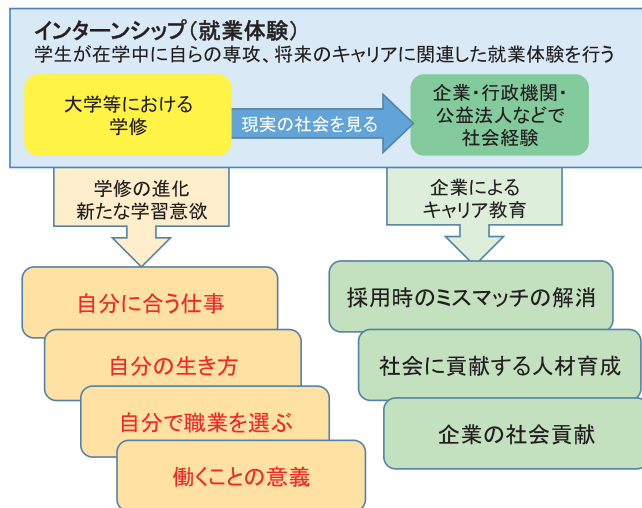 インターンシップ(就業体験)
学生が在学中に自らの専攻、将来のキャリアに関連した就業体験を行う
大学等における
学修
現実の社会を見る
企業・行政機関・
公益法人などで
社会経験
学修の進化
新たな学習意欲
企業による
キャリア教育
自分に合う仕事
自分の生き方
自分で職業を選ぶ
働くことの意義
採用時のミスマッチの解消
社会に貢献する人材育成
企業の社会貢献